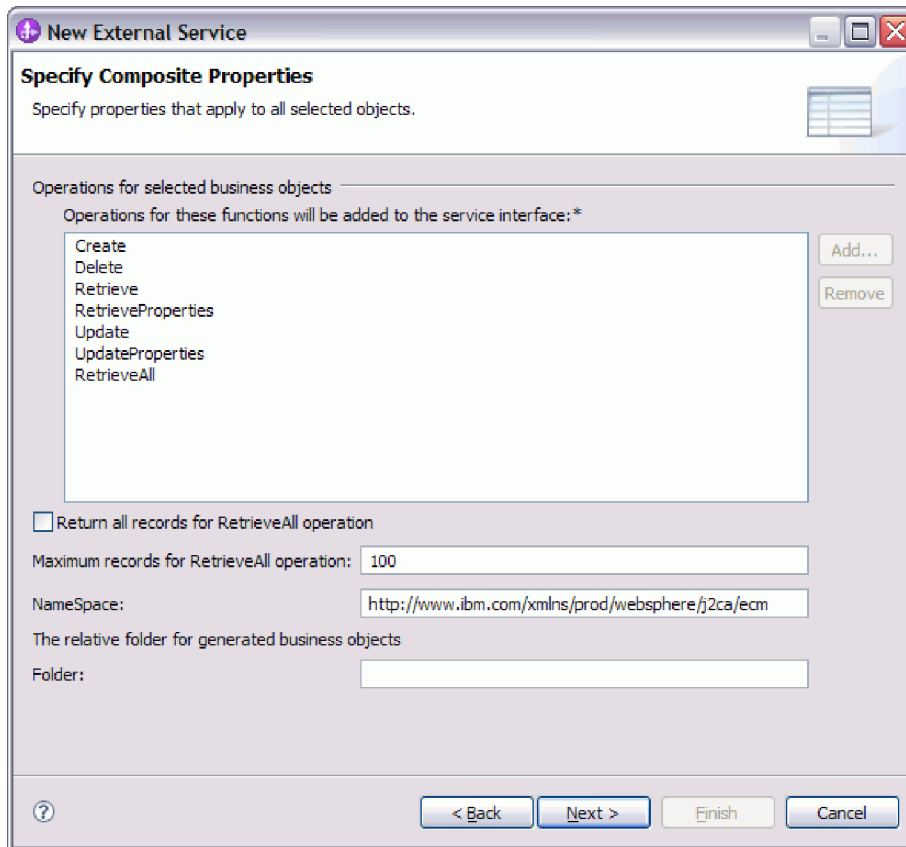 New External Service
Specify Composite Properties
Specify properties that apply to all selected objects.
Operations for selected business objects
Operations for these functions will be added to the service interface:*
Create
Delete
Retrieve
RetrieveProperties
Update
UpdateProperties
RetrieveAll
Add...
Remove
Return all records for RetrieveAll operation
Maximum records for RetrieveAll operation: 100
NameSpace: http://www.ibm.com/xmlns/prod/websphere/j2ca/ecm
The relative folder for generated business objects
Folder:
? < Back Next > Finish Cancel